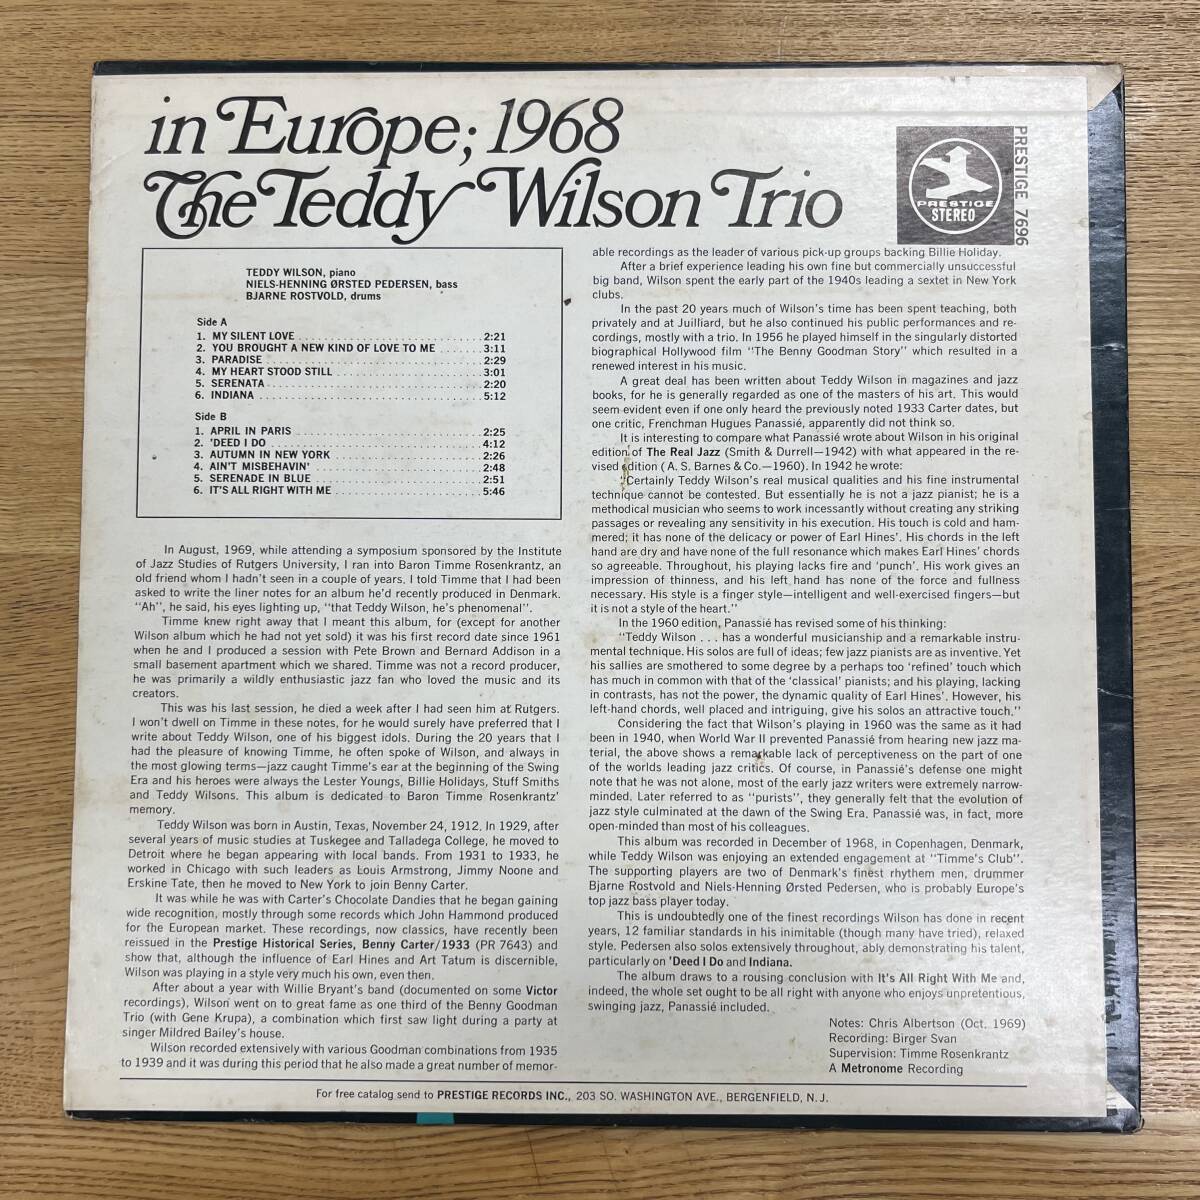 in Europe; 1968
The Teddy Wilson Trio
PRESTIGE
STEREO
PRESTIGE 7696
TEDDY WILSON, piano
NIELS-HENNING ØRSTED PEDERSEN, bass
BJARNE ROSTVOLD, drums
Side A
1. MY SILENT LOVE 2:21
2. YOU BROUGHT A NEW KIND OF LOVE TO ME 3:11
3. PARADISE 2:29
4. MY HEART STOOD STILL 3:01
5. SERENATA 2:20
6. INDIANA 5:12
Side B
1. APRIL IN PARIS 2:25
2. 'DEED I DO 4:12
3. AUTUMN IN NEW YORK 2:26
4. AIN'T MISBEHAVIN' 2:48
5. SERENADE IN BLUE 2:51
6. IT'S ALL RIGHT WITH ME 5:46
In August, 1969, while attending a symposium sponsored by the Institute
of Jazz Studies of Rutgers University, I ran into Baron Timme Rosenkrantz, an
old friend whom I hadn't seen in a couple of years. I told Timme that I had been
asked to write the liner notes for an album he'd recently produced in Denmark.
"Ah", he said, his eyes lighting up, "that Teddy Wilson, he's phenomenal".
Timme knew right away that I meant this album, for (except for another
Wilson album which he had not yet sold) it was his first record date since 1961
when he and I produced a session with Pete Brown and Bernard Addison in a
small basement apartment which we shared. Timme was not a record producer,
he was primarily a wildly enthusiastic jazz fan who loved the music and its
creators.
This was his last session, he died a week after I had seen him at Rutgers.
I won't dwell on Timme in these notes, for he would surely have preferred that I
write about Teddy Wilson, one of his biggest idols. During the 20 years that I
had the pleasure of knowing Timme, he often spoke of Wilson, and always in
the most glowing terms—jazz caught Timme's ear at the beginning of the Swing
Era and his heroes were always the Lester Youngs, Billie Holidays, Stuff Smiths
and Teddy Wilsons. This album is dedicated to Baron Timme Rosenkrantz'
memory.
Teddy Wilson was born in Austin, Texas, November 24, 1912. In 1929, after
several years of music studies at Tuskegee and Talladega College, he moved to
Detroit where he began appearing with local bands. From 1931 to 1933, he
worked in Chicago with such leaders as Louis Armstrong, Jimmy Noone and
Erskine Tate, then he moved to New York to join Benny Carter.
It was while he was with Carter's Chocolate Dandies that he began gaining
wide recognition, mostly through some records which John Hammond produced
for the European market. These recordings, now classics, have recently been
reissued in the Prestige Historical Series, Benny Carter/1933 (PR 7643) and
show that, although the influence of Earl Hines and Art Tatum is discernible,
Wilson was playing in a style very much his own, even then.
After about a year with Willie Bryant's band (documented on some Victor
recordings), Wilson went on to great fame as one third of the Benny Goodman
Trio (with Gene Krupa), a combination which first saw light during a party at
singer Mildred Bailey's house.
Wilson recorded extensively with various Goodman combinations from 1935
to 1939 and it was during this period that he also made a great number of memor-
able recordings as the leader of various pick-up groups backing Billie Holiday.
After a brief experience leading his own fine but commercially unsuccessful
big band, Wilson spent the early part of the 1940s leading a sextet in New York
clubs.
In the past 20 years much of Wilson's time has been spent teaching, both
privately and at Juilliard, but he also continued his public performances and re-
cordings, mostly with a trio. In 1956 he played himself in the singularly distorted
biographical Hollywood film "The Benny Goodman Story" which resulted in a
renewed interest in his music.
A great deal has been written about Teddy Wilson in magazines and jazz
books, for he is generally regarded as one of the masters of his art. This would
seem evident even if one only heard the previously noted 1933 Carter dates, but
one critic, Frenchman Hugues Panassié, apparently did not think so.
It is interesting to compare what Panassié wrote about Wilson in his original
edition of The Real Jazz (Smith & Durrell—1942) with what appeared in the re-
vised edition ( A. S. Barnes & Co.—1960). In 1942 he wrote:
"Certainly Teddy Wilson's real musical qualities and his fine instrumental
technique cannot be contested. But essentially he is not a jazz pianist; he is a
methodical musician who seems to work incessantly without creating any striking
passages or revealing any sensitivity in his execution. His touch is cold and ham-
mered; it has none of the delicacy or power of Earl Hines'. His chords in the left
hand are dry and have none of the full resonance which makes Earl Hines' chords
so agreeable. Throughout, his playing lacks fire and 'punch'. His work gives an
impression of thinness, and his left hand has none of the force and fullness
necessary. His style is a finger style—intelligent and well-exercised fingers—but
it is not a style of the heart."
In the 1960 edition, Panassié has revised some of his thinking:
"Teddy Wilson . . . has a wonderful musicianship and a remarkable instru-
mental technique. His solos are full of ideas; few jazz pianists are as inventive. Yet
his sallies are smothered to some degree by a perhaps too 'refined' touch which
has much in common with that of the 'classical' pianists; and his playing, lacking
in contrasts, has not the power, the dynamic quality of Earl Hines'. However, his
left-hand chords, well placed and intriguing, give his solos an attractive touch."
Considering the fact that Wilson's playing in 1960 was the same as it had
been in 1940, when World War II prevented Panassié from hearing new jazz ma-
terial, the above shows a remarkable lack of perceptiveness on the part of one
of the worlds leading jazz critics. Of course, in Panassié's defense one might
note that he was not alone, most of the early jazz writers were extremely narrow-
minded. Later referred to as "purists", they generally felt that the evolution of
jazz style culminated at the dawn of the Swing Era. Panassié was, in fact, more
open-minded than most of his colleagues.
This album was recorded in December of 1968, in Copenhagen, Denmark,
while Teddy Wilson was enjoying an extended engagement at "Timme's Club".
The supporting players are two of Denmark's finest rhythem men, drummer
Bjarne Rostvold and Niels-Henning Ørsted Pedersen, who is probably Europe's
top jazz bass player today.
This is undoubtedly one of the finest recordings Wilson has done in recent
years, 12 familiar standards in his inimitable (though many have tried), relaxed
style. Pedersen also solos extensively throughout, ably demonstrating his talent,
particularly on 'Deed I Do and Indiana.
The album draws to a rousing conclusion with It's All Right With Me and,
indeed, the whole set ought to be all right with anyone who enjoys unpretentious,
swinging jazz, Panassié included.
Notes: Chris Albertson (Oct. 1969)
Recording: Birger Svan
Supervision: Timme Rosenkrantz
A Metronome Recording
For free catalog send to PRESTIGE RECORDS INC., 203 SO. WASHINGTON AVE., BERGENFIELD, N. J.